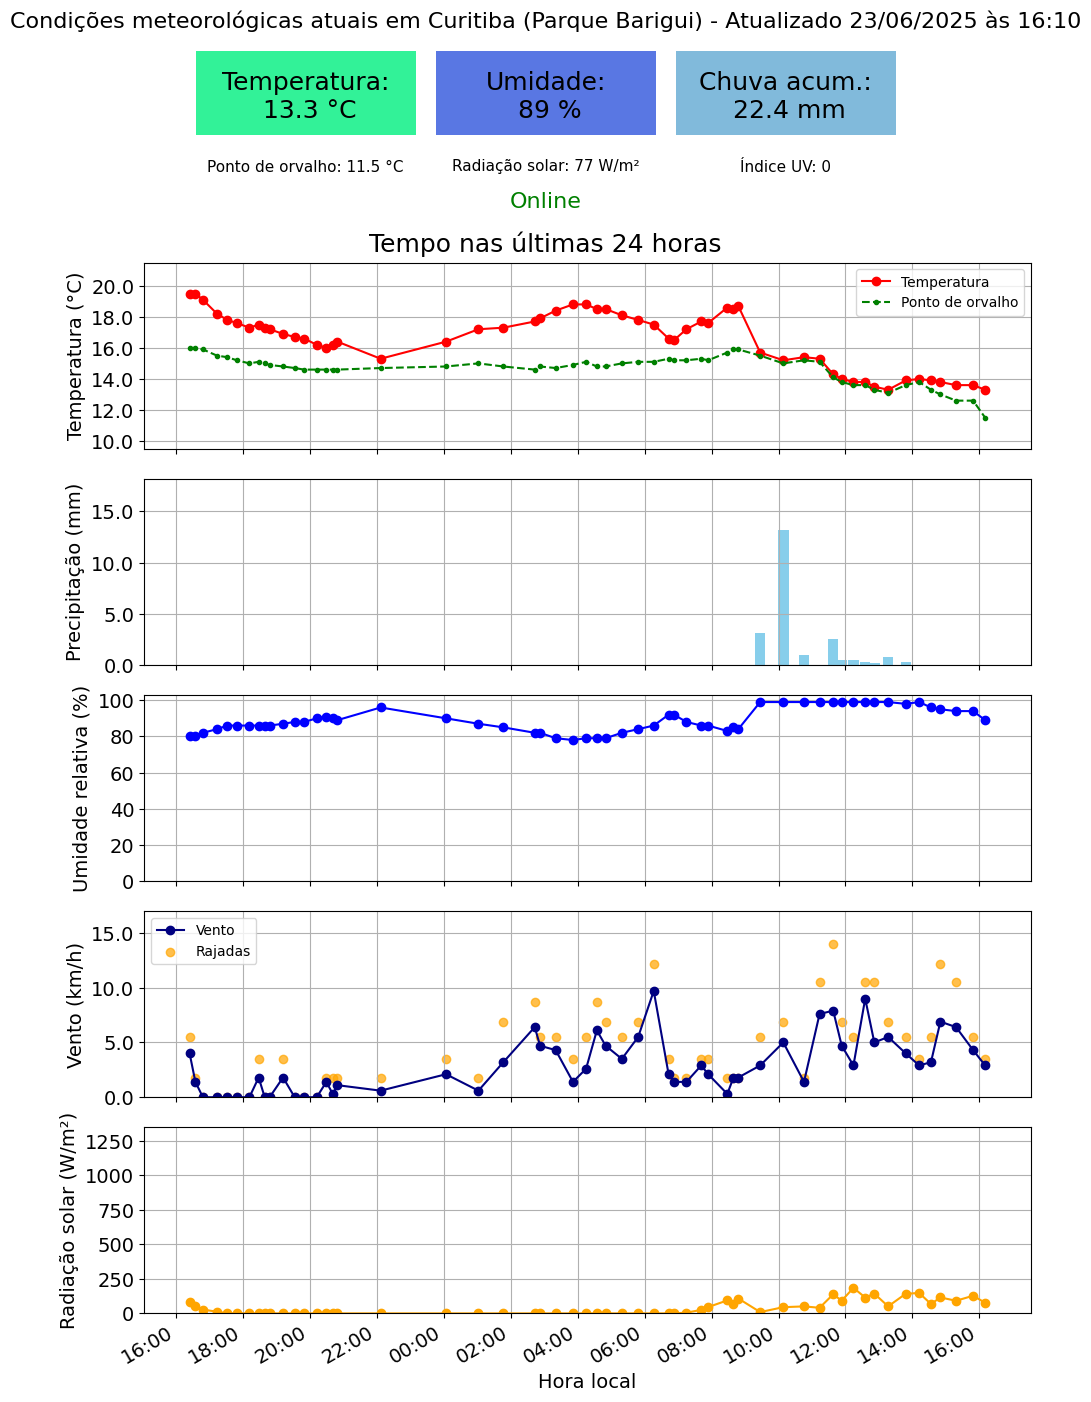 Condições meteorológicas atuais em Curitiba (Parque Barigui) - Atualizado 23/06/2025 às 16:10
Temperatura:
13.3 °C
Umidade:
89 %
Chuva acum.:
22.4 mm
Ponto de orvalho: 11.5 °C
Radiação solar: 77 W/m²
Índice UV: 0
Online
Tempo nas últimas 24 horas
Temperatura (°C)
20.0
18.0
16.0
14.0
12.0
10.0
Temperatura
Ponto de orvalho
Precipitação (mm)
15.0
10.0
5.0
0.0
Umidade relativa (%)
100
80
60
40
20
0
Vento (km/h)
15.0
10.0
5.0
0.0
Vento
Rajadas
Radiação solar (W/m²)
1250
1000
750
500
250
0
16:00
18:00
20:00
22:00
00:00
02:00
04:00
06:00
08:00
10:00
12:00
14:00
16:00
Hora local